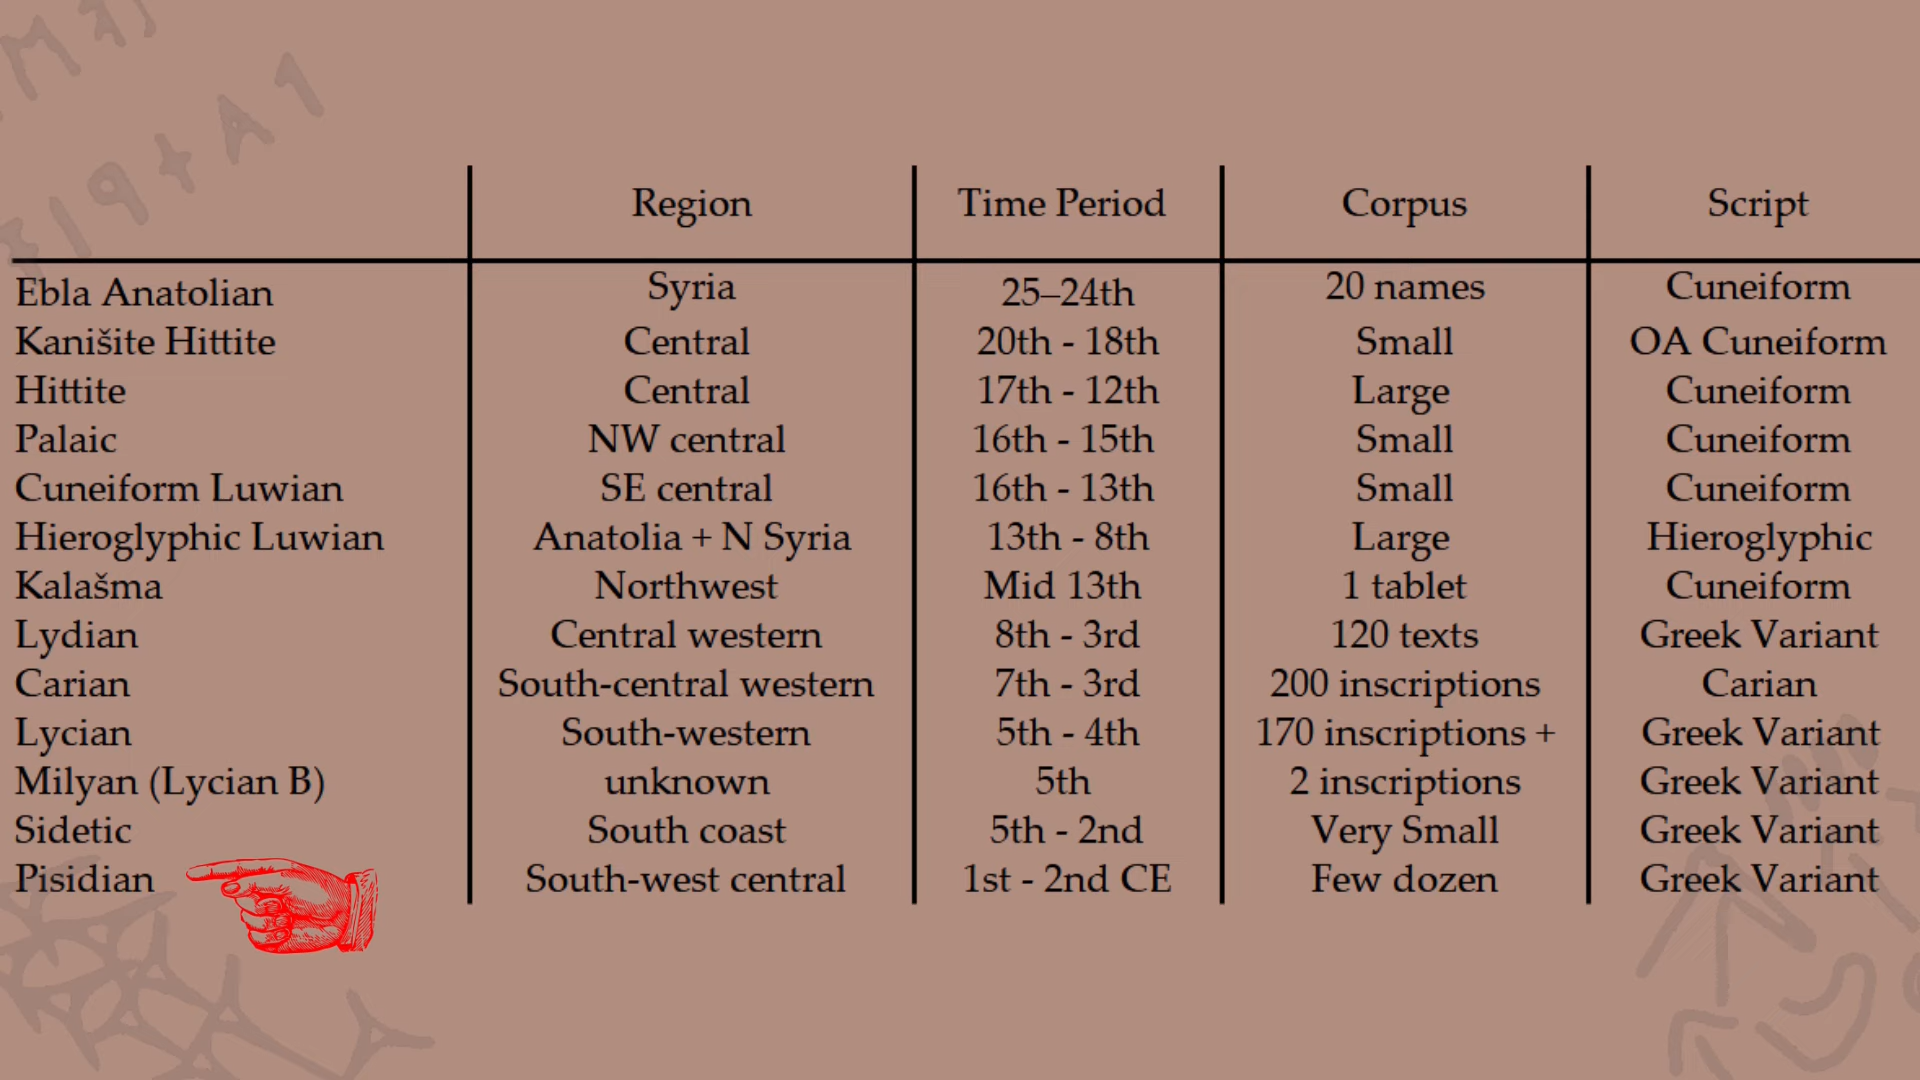 Region Time Period Corpus Script
Ebla Anatolian Syria 25–24th 20 names Cuneiform
Kanišite Hittite Central 20th - 18th Small OA Cuneiform
Hittite Central 17th - 12th Large Cuneiform
Palaic NW central 16th - 15th Small Cuneiform
Cuneiform Luwian SE central 16th - 13th Small Cuneiform
Hieroglyphic Luwian Anatolia + N Syria 13th - 8th Large Hieroglyphic
Kalašma Northwest Mid 13th 1 tablet Cuneiform
Lydian Central western 8th - 3rd 120 texts Greek Variant
Carian South-central western 7th - 3rd 200 inscriptions Carian
Lycian South-western 5th - 4th 170 inscriptions + Greek Variant
Milyan (Lycian B) unknown 5th 2 inscriptions Greek Variant
Sidetic South coast 5th - 2nd Very Small Greek Variant
Pisidian South-west central 1st - 2nd CE Few dozen Greek Variant